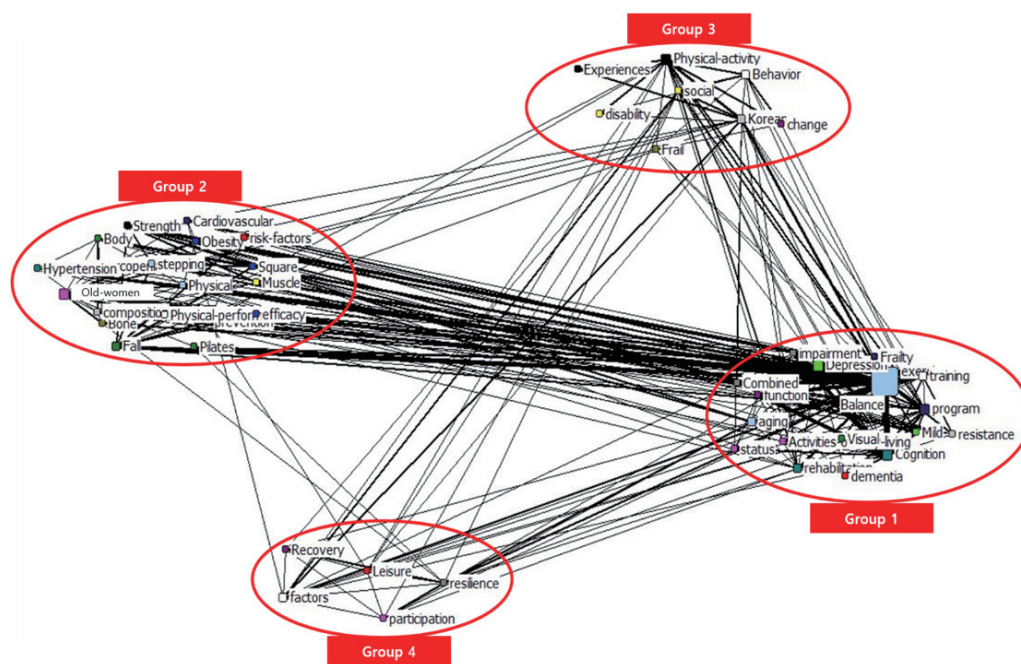 Group 3
Physical-activity
Experiences
Behavior
social
disability
Korean
change
Frail
Group 2
Strength
Cardiovascular
Body
Obesity
risk-factors
Hypertension
stepping
Square
Physical
Muscle
Old-women
Physical-perform
efficacy
Bone
Fall
Pilates
impairment
Frailty
Depression
Combined
training
function
Balance
program
aging
Activities
Visual
living
Mild
resistance
status
Cognition
dementia
Group 1
Recovery
Leisure
resilience
factors
participation
Group 4